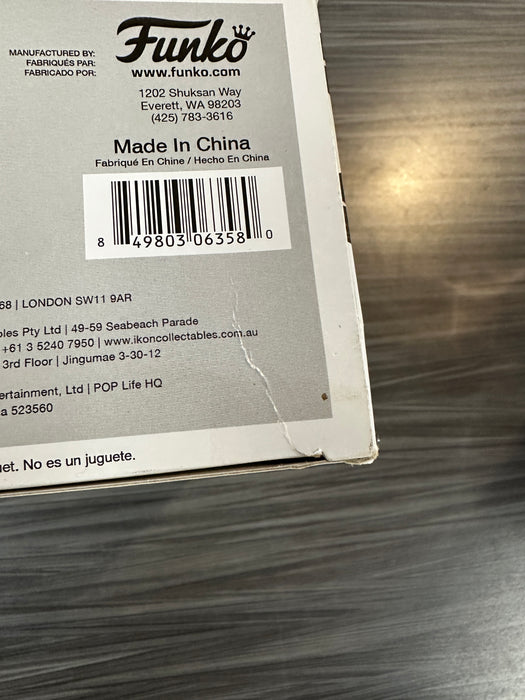 MANUFACTURED BY:
FABRIQUÉS PAR:
FABRICADO POR:
Funko
www.funko.com
1202 Shuksan Way
Everett, WA 98203
(425) 783-3616
Made In China
Fabriqué En Chine / Hecho En China
8 49803 06358 0
68 | LONDON SW11 9AR
Pty Ltd | 49-59 Seabeach Parade
+61 3 5240 7950 | www.ikoncollectables.com.au
3rd Floor | Jingumae 3-30-12
Ltd | POP Life HQ
a 523560
No es un juguete.